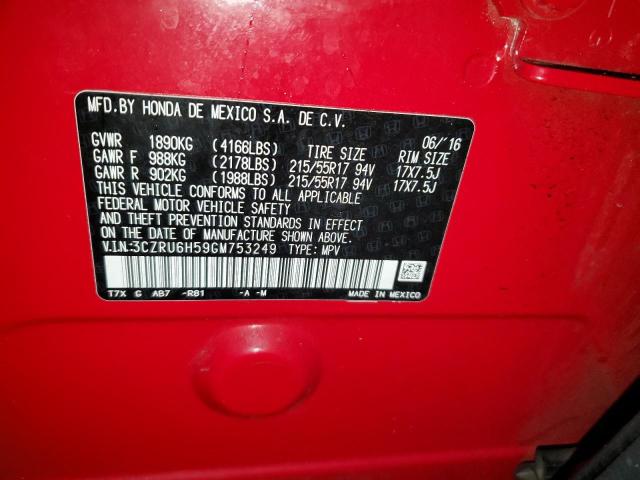 MFD.BY HONDA DE MEXICO S.A. DE C.V.
06/'16
GVWR 1890KG (4166LBS) TIRE SIZE RIM SIZE
GAWR F 988KG (2178LBS) 215/55R17 94V 17X7.5J
GAWR R 902KG (1988LBS) 215/55R17 94V 17X7.5J
THIS VEHICLE CONFORMS TO ALL APPLICABLE
FEDERAL MOTOR VEHICLE SAFETY
AND THEFT PREVENTION STANDARDS IN EFFECT
ON THE DATE OF MANUFACTURE SHOWN ABOVE.
V.I.N:3CZRU6H59GM753249 TYPE: MPV
T7X G AB7 -R81 -A -M MADE IN MEXICO